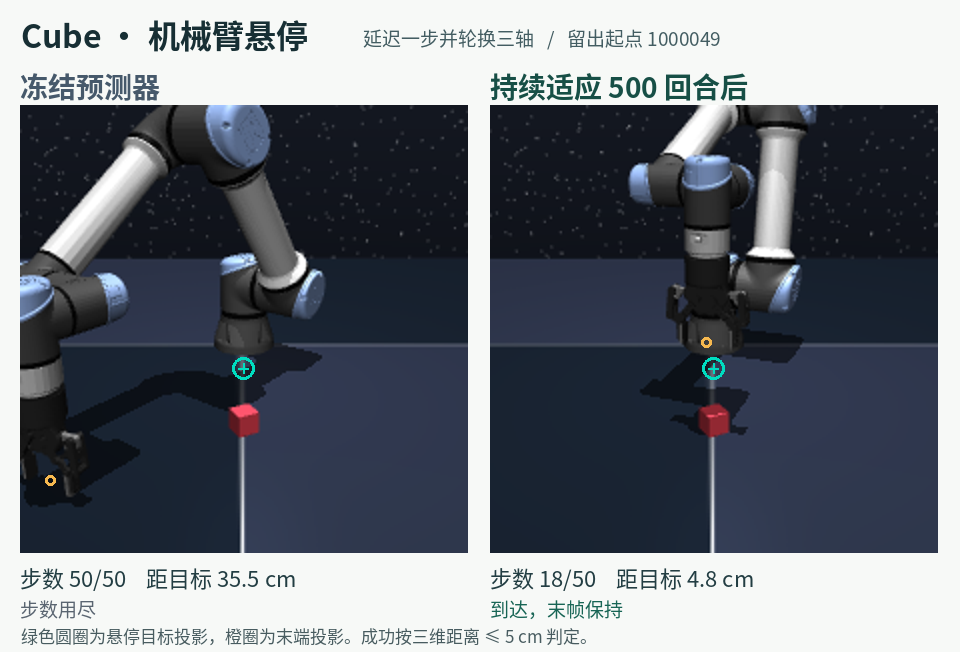 Cube • 机械臂悬停 延迟一步并轮换三轴 / 留出起点 1000049
冻结预测器
持续适应 500 回合后
步数 50/50 距目标 35.5 cm
步数用尽
步数 18/50 距目标 4.8 cm
到达，末帧保持
绿色圆圈为悬停目标投影，橙圈为末端投影。成功按三维距离 ≤ 5 cm 判定。